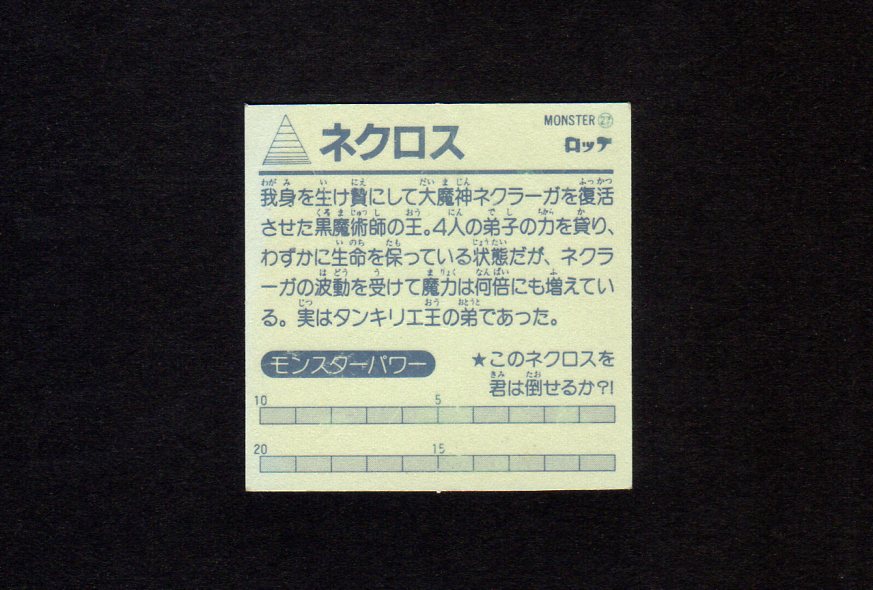 MONSTER 27
ネクロス
ロッテ
我身を生け贄にして大魔神ネクラーガを復活
させた黒魔術師の王。4人の弟子の力を貸り、
わずかに生命を保っている状態だが、ネクラ
ーガの波動を受けて魔力は何倍にも増えてい
る。実はタンキリエ王の弟であった。
モンスターパワー
★このネクロスを
君は倒せるか?!
10 5
20 15